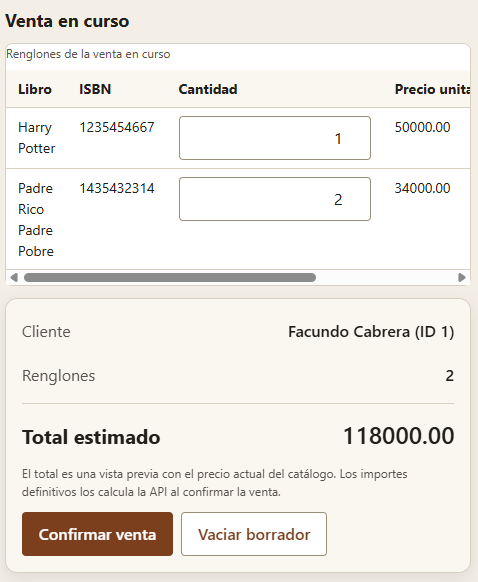 Venta en curso
Renglones de la venta en curso
Libro ISBN Cantidad Precio unita
Harry 1235454667 1 50000.00
Potter
Padre 1435432314 2 34000.00
Rico
Padre
Pobre
Cliente Facundo Cabrera (ID 1)
Renglones 2
Total estimado 118000.00
El total es una vista previa con el precio actual del catálogo. Los importes
definitivos los calcula la API al confirmar la venta.
Confirmar venta Vaciar borrador